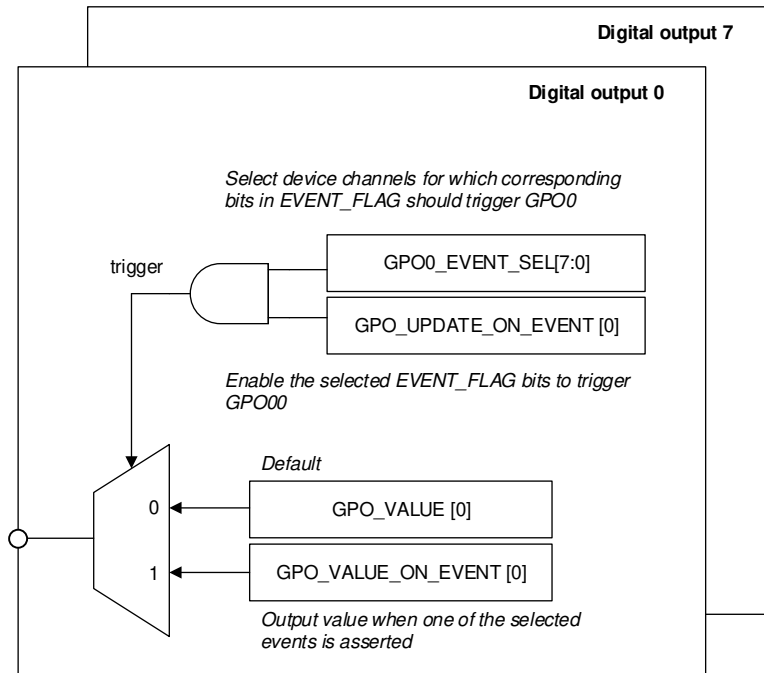 Digital output 7
Digital output 0
Select device channels for which corresponding
bits in EVENT_FLAG should trigger GPO0
trigger
GPO0_EVENT_SEL[7:0]
GPO_UPDATE_ON_EVENT [0]
Enable the selected EVENT_FLAG bits to trigger
GPO00
Default
0
GPO_VALUE [0]
1
GPO_VALUE_ON_EVENT [0]
Output value when one of the selected
events is asserted